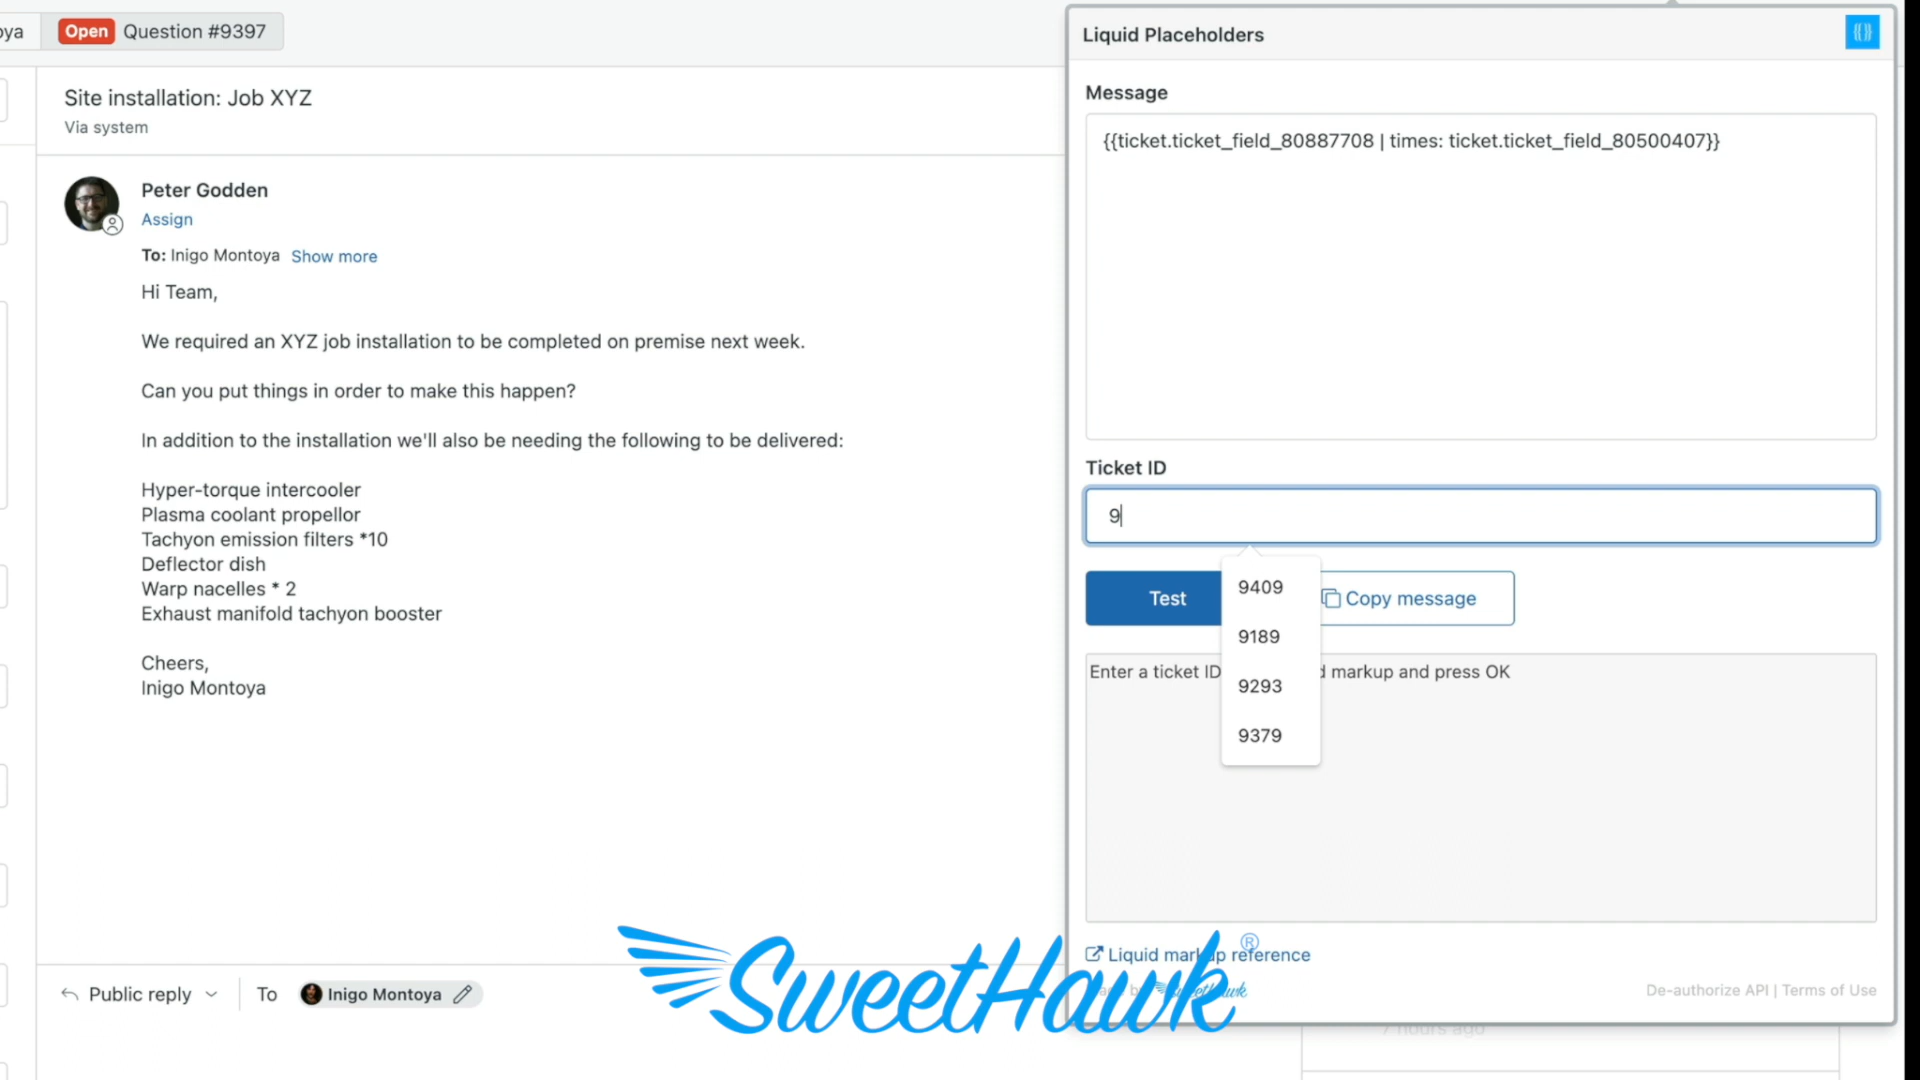 oya
Open Question #9397
Site installation: Job XYZ
Via system
Peter Godden
Assign
To: Inigo Montoya Show more
Hi Team,
We required an XYZ job installation to be completed on premise next week.
Can you put things in order to make this happen?
In addition to the installation we'll also be needing the following to be delivered:
Hyper-torque intercooler
Plasma coolant propellor
Tachyon emission filters *10
Deflector dish
Warp nacelles * 2
Exhaust manifold tachyon booster
Cheers,
Inigo Montoya
Public reply To Inigo Montoya
Liquid Placeholders
Message
{{ticket.ticket_field_80887708 | times: ticket.ticket_field_80500407}}
Ticket ID
9
9409
9189
9293
9379
Test
Copy message
Enter a ticket ID markup and press OK
Liquid markup reference
by SweetHawk
De-authorize API | Terms of Use
7 hours ago
SweetHawk®